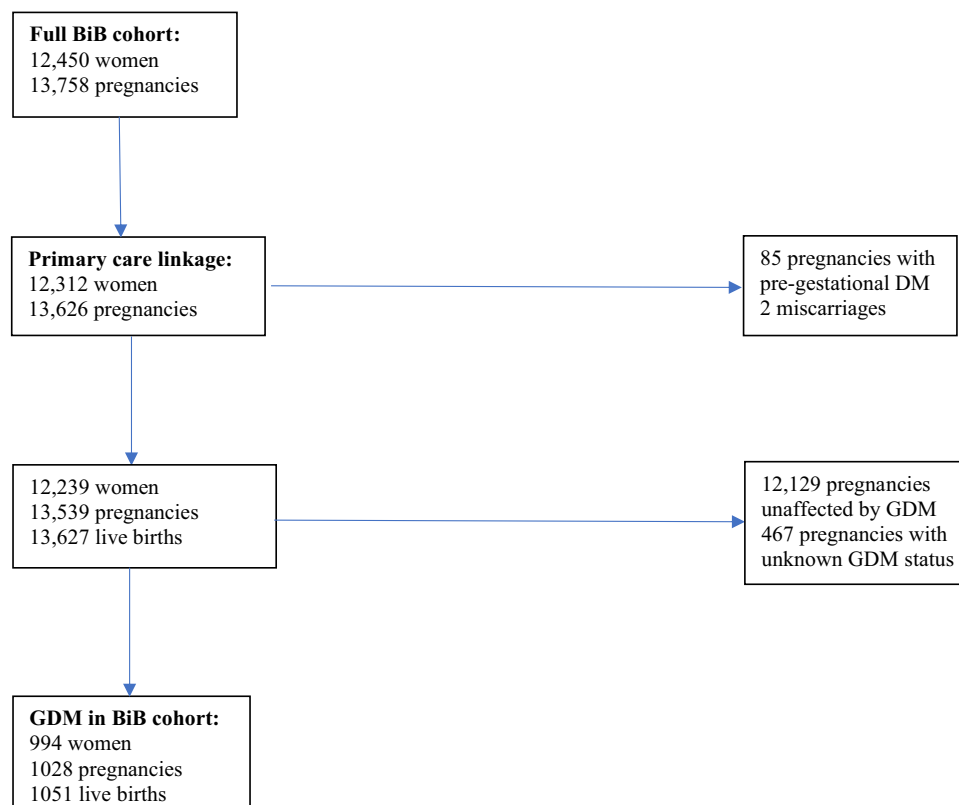 Full BiB cohort:
12,450 women
13,758 pregnancies
Primary care linkage:
12,312 women
13,626 pregnancies
85 pregnancies with
pre-gestational DM
2 miscarriages
12,239 women
13,539 pregnancies
13,627 live births
12,129 pregnancies
unaffected by GDM
467 pregnancies with
unknown GDM status
GDM in BiB cohort:
994 women
1028 pregnancies
1051 live births